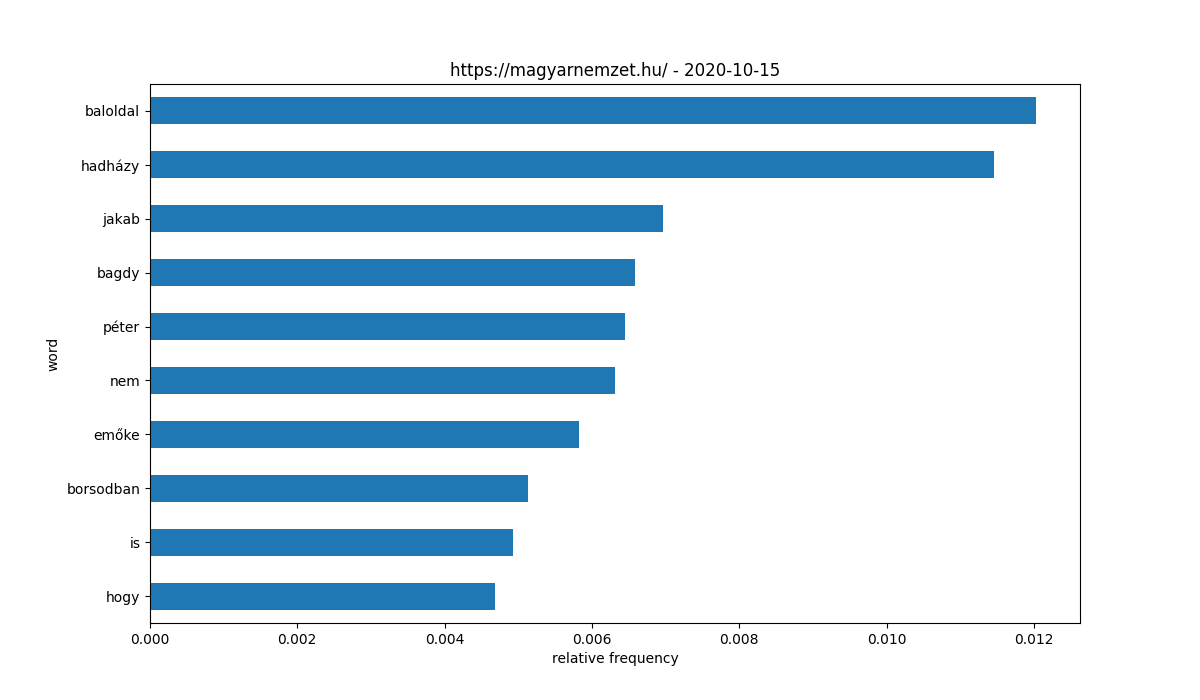 https://magyarnemzet.hu/ - 2020-10-15
baloldal
hadházy
jakab
bagdy
péter
nem
emőke
borsodban
is
hogy
word
0.000 0.002 0.004 0.006 0.008 0.010 0.012
relative frequency